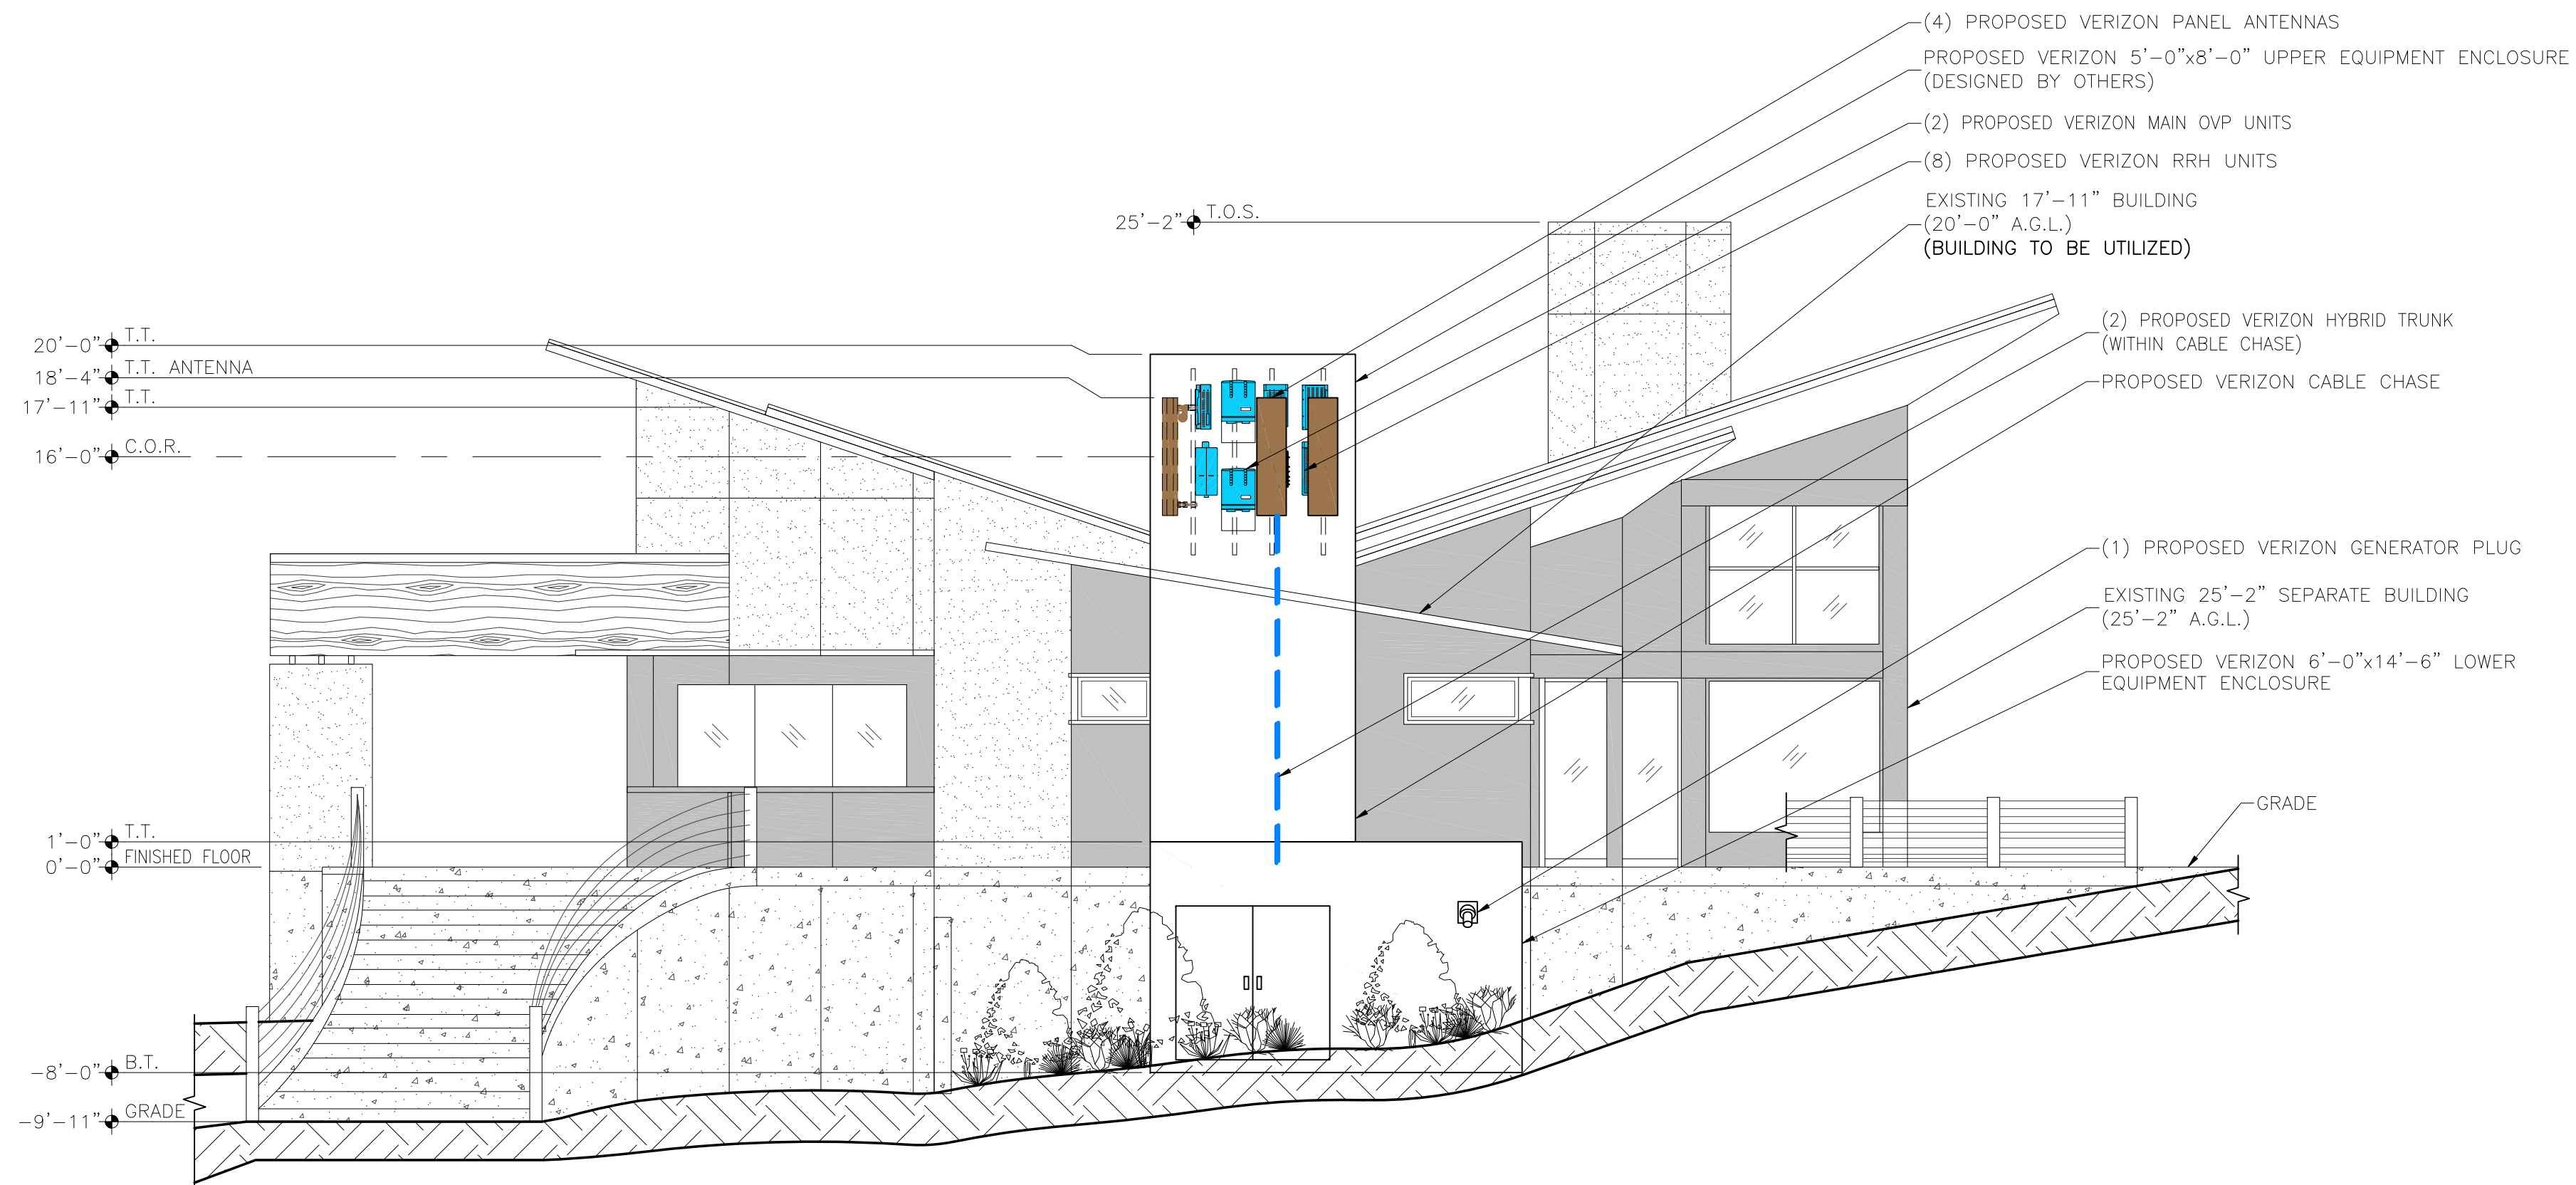 (4) PROPOSED VERIZON PANEL ANTENNAS
PROPOSED VERIZON 5'-0"x8'-0" UPPER EQUIPMENT ENCLOSURE
(DESIGNED BY OTHERS)
(2) PROPOSED VERIZON MAIN OVP UNITS
(8) PROPOSED VERIZON RRH UNITS
EXISTING 17'-11" BUILDING
(20'-0" A.G.L.)
(BUILDING TO BE UTILIZED)
25'-2" T.O.S.
(2) PROPOSED VERIZON HYBRID TRUNK
(WITHIN CABLE CHASE)
PROPOSED VERIZON CABLE CHASE
20'-0" T.T.
18'-4" T.T. ANTENNA
17'-11" T.T.
16'-0" C.O.R.
(1) PROPOSED VERIZON GENERATOR PLUG
EXISTING 25'-2" SEPARATE BUILDING
(25'-2" A.G.L.)
PROPOSED VERIZON 6'-0"x14'-6" LOWER
EQUIPMENT ENCLOSURE
GRADE
1'-0" T.T.
0'-0" FINISHED FLOOR
-8'-0" B.T.
-9'-11" GRADE